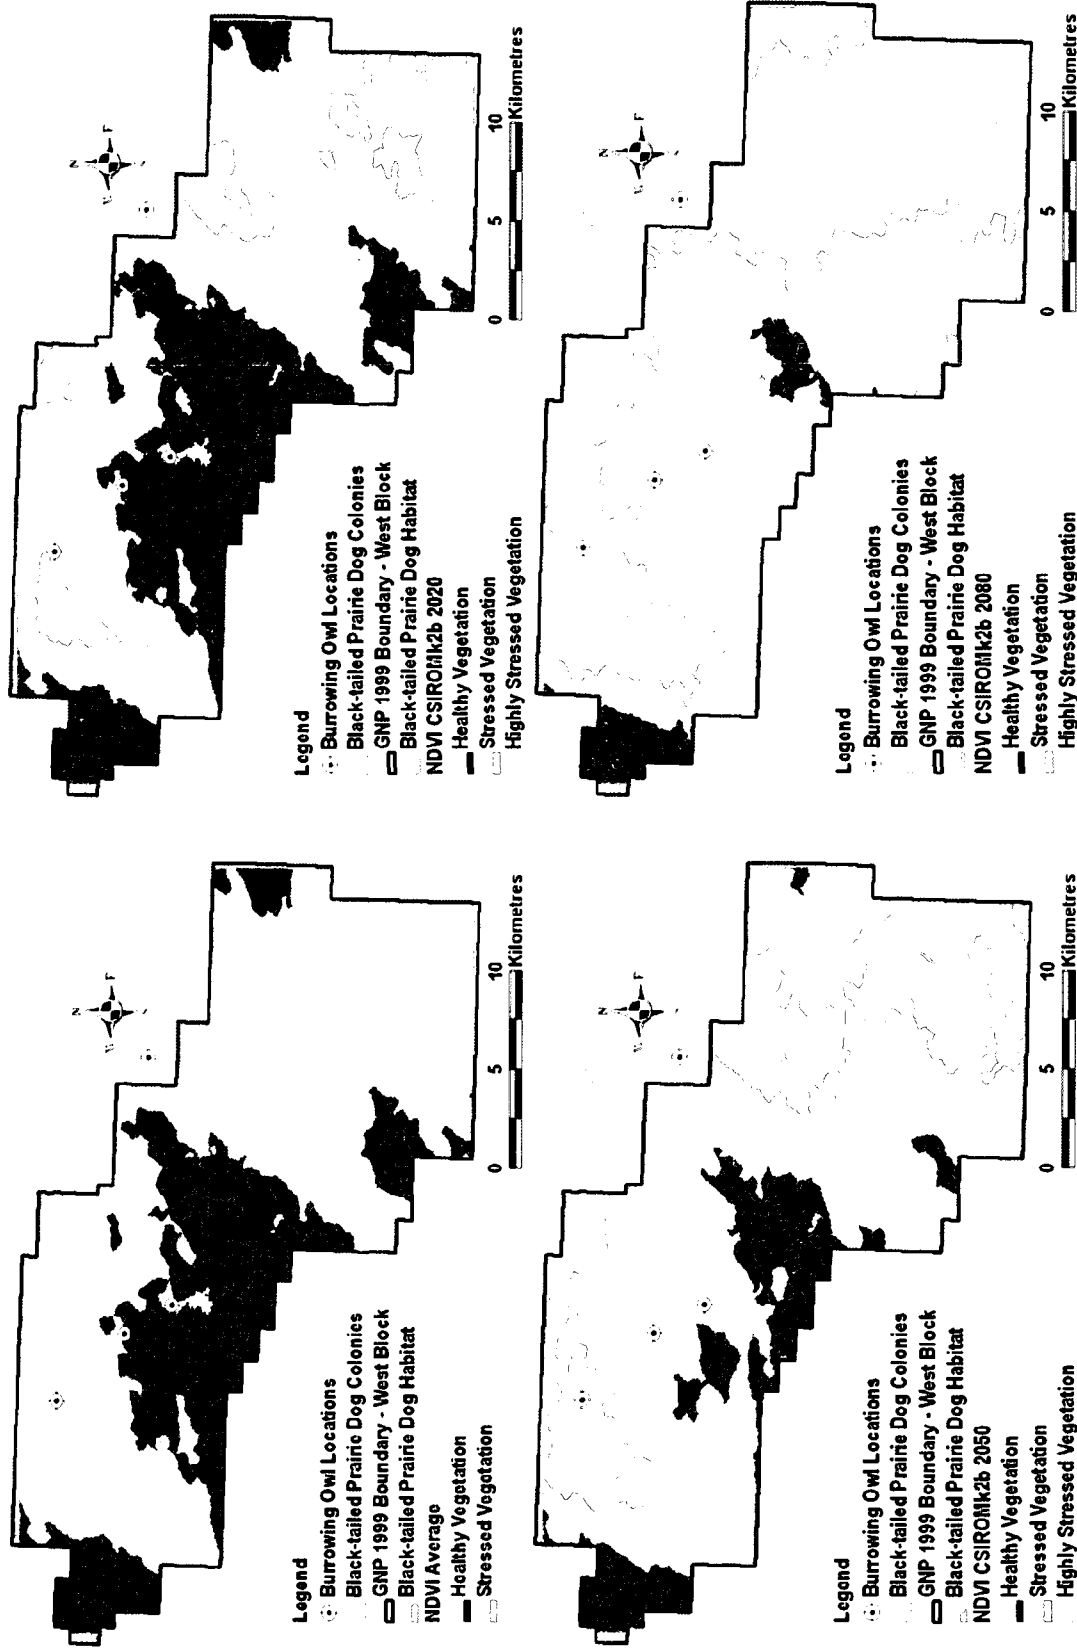 N
Legend
Burrowing Owl Locations
Black-tailed Prairie Dog Colonies
GNP 1999 Boundary - West Block
Black-tailed Prairie Dog Habitat
NDVI Average
Healthy Vegetation
Stressed Vegetation
0 5 10 Kilometres
N
Legend
Burrowing Owl Locations
Black-tailed Prairie Dog Colonies
GNP 1999 Boundary - West Block
Black-tailed Prairie Dog Habitat
NDVI CSIROMk2b 2020
Healthy Vegetation
Stressed Vegetation
Highly Stressed Vegetation
0 5 10 Kilometres
N
Legend
Burrowing Owl Locations
Black-tailed Prairie Dog Colonies
GNP 1999 Boundary - West Block
Black-tailed Prairie Dog Habitat
NDVI CSIROMk2b 2050
Healthy Vegetation
Stressed Vegetation
Highly Stressed Vegetation
0 5 10 Kilometres
N
Legend
Burrowing Owl Locations
Black-tailed Prairie Dog Colonies
GNP 1999 Boundary - West Block
Black-tailed Prairie Dog Habitat
NDVI CSIROMk2b 2080
Healthy Vegetation
Stressed Vegetation
Highly Stressed Vegetation
0 5 10 Kilometres